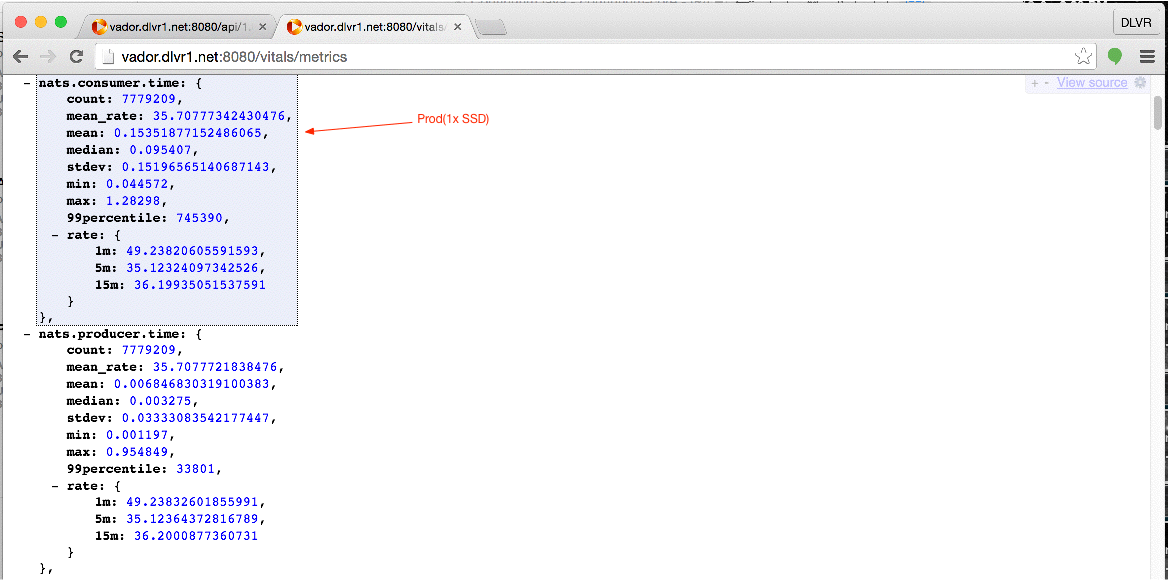 vador.dlvr1.net:8080/api/1.
vador.dlvr1.net:8080/vitals/
DLVR
vador.dlvr1.net:8080/vitals/metrics
+ - View source
- nats.consumer.time: {
count: 7779209,
mean_rate: 35.70777342430476,
mean: 0.15351877152486065,
Prod(1x SSD)
median: 0.095407,
stdev: 0.15196565140687143,
min: 0.044572,
max: 1.28298,
99percentile: 745390,
- rate: {
1m: 49.23820605591593,
5m: 35.12324097342526,
15m: 36.19935051537591
}
},
- nats.producer.time: {
count: 7779209,
mean_rate: 35.7077721838476,
mean: 0.006846830319100383,
median: 0.003275,
stdev: 0.03333083542177447,
min: 0.001197,
max: 0.954849,
99percentile: 33801,
- rate: {
1m: 49.23832601855991,
5m: 35.12364372816789,
15m: 36.2000877360731
}
},